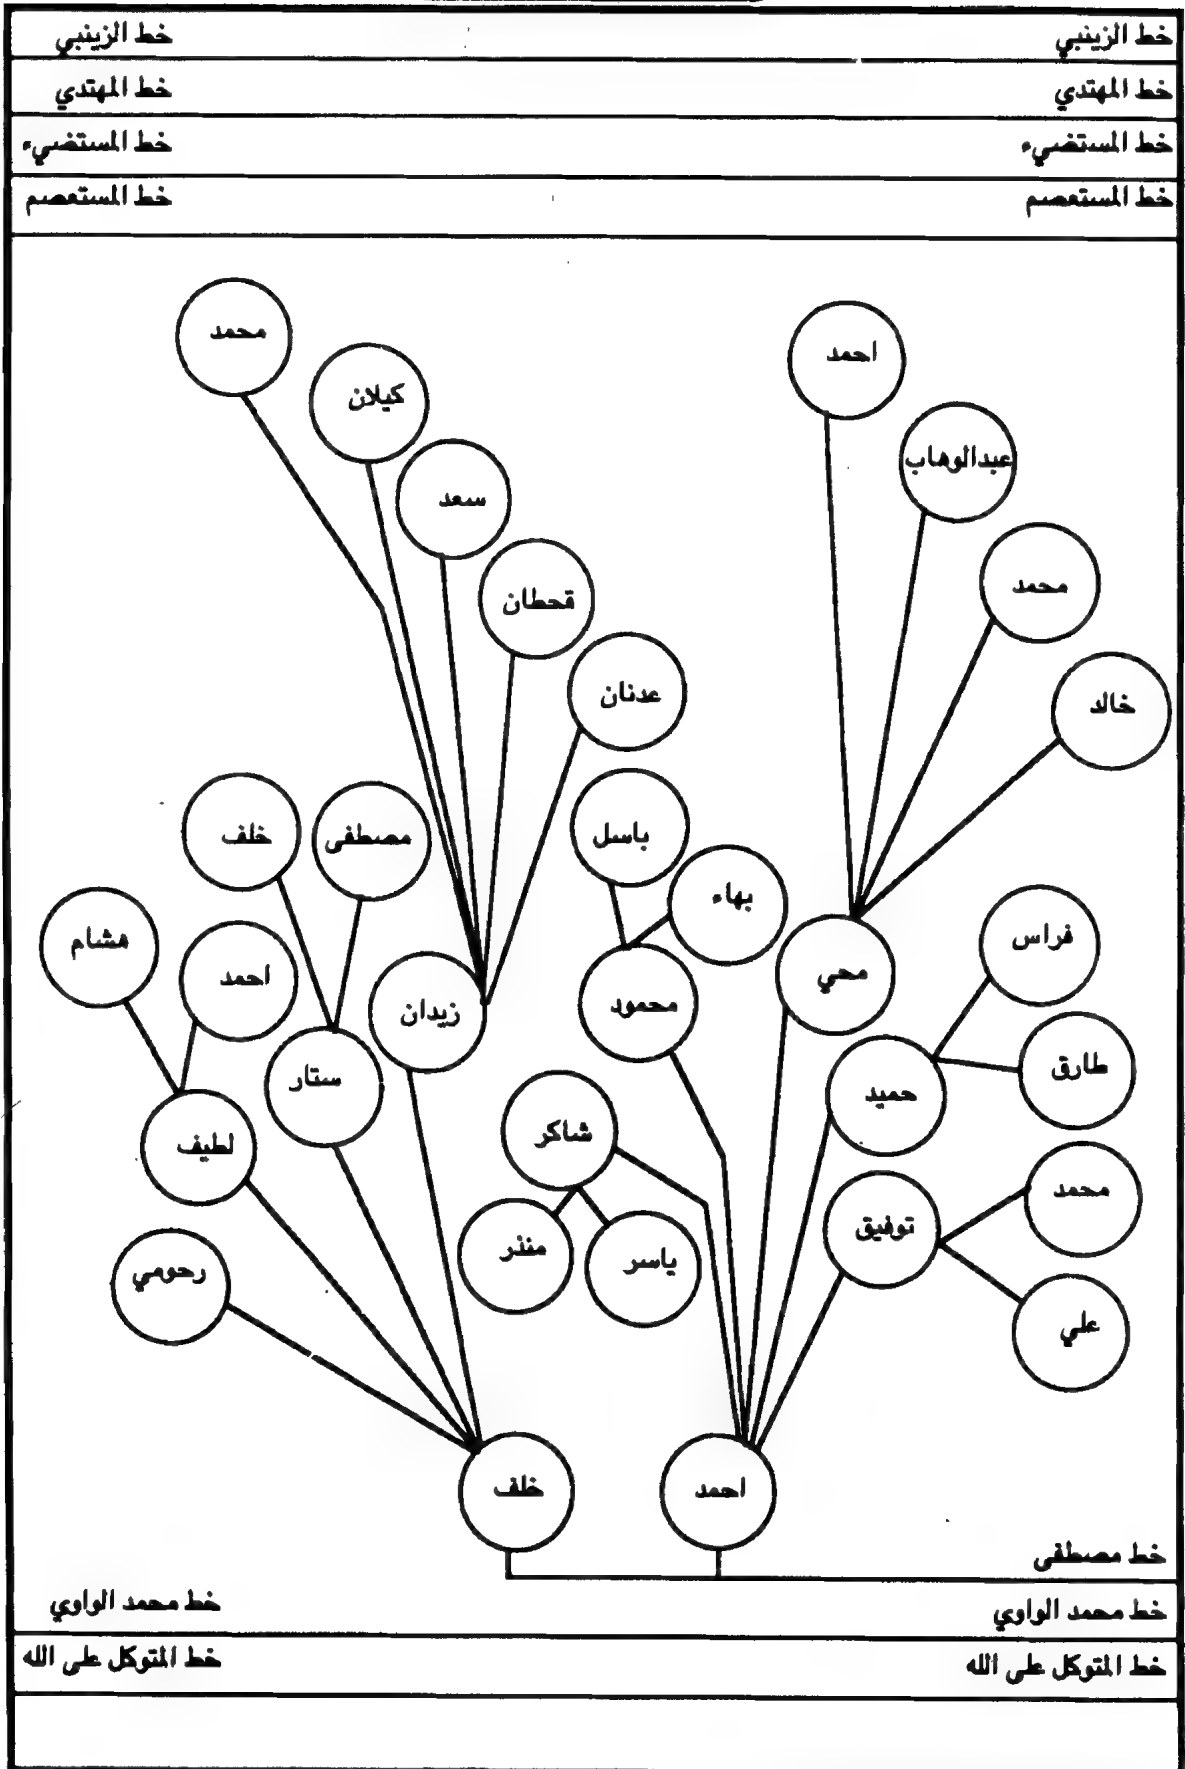 خط الزينبي خط الزينبي
خط المهتدي خط المهتدي
خط المستضيء خط المستضيء
خط المستعصم خط المستعصم
محمد
احمد
كيلان
عبدالوهاب
سعد
محمد
قحطان
خالد
عدنان
باسل
مصطفى
خلف
بهاء
فراس
هشام
احمد
محي
محمود
زيدان
طارق
حميد
ستار
شاكر
لطيف
محمد
توفيق
منذر
ياسر
رحومي
علي
احمد
خلف
خط مصطفى
خط محمد الواوي خط محمد الواوي
خط المتوكل على الله خط المتوكل على الله